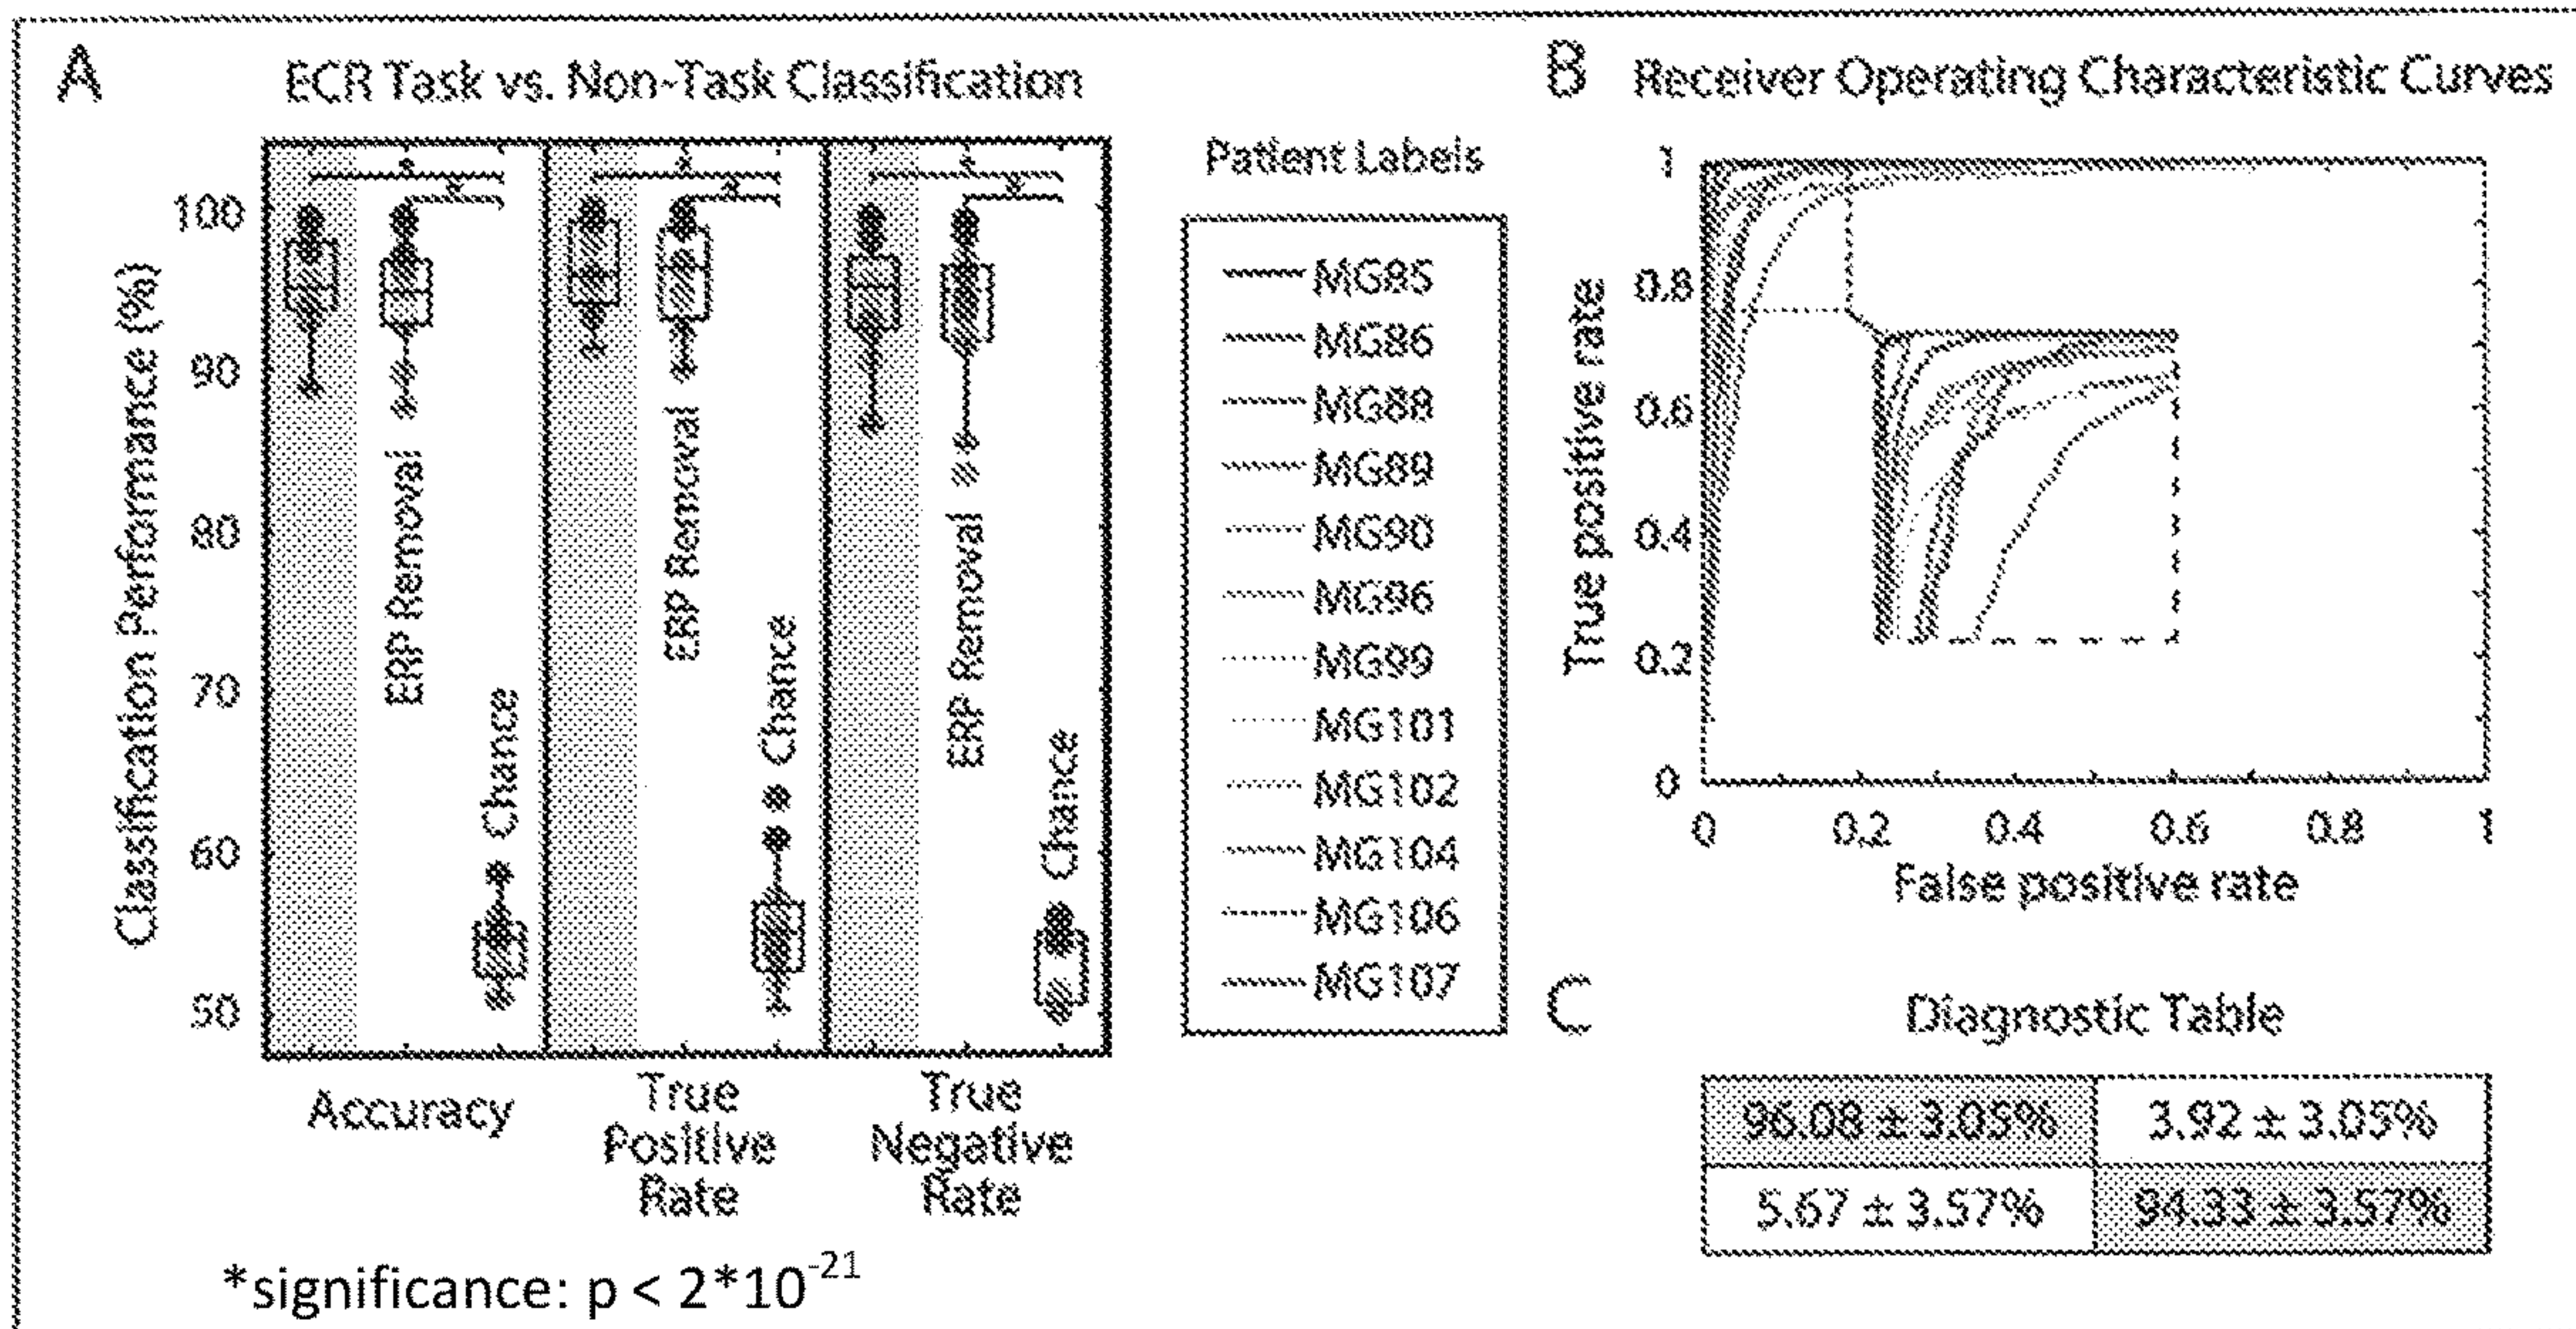 A
ECR Task vs. Non-Task Classification
Classification Performance (%)
100
90
80
70
60
50
ERP Removal
Chance
ERP Removal
Chance
ERP Removal
Chance
Accuracy
True
Positive
Rate
True
Negative
Rate
*significance: p < 2*10⁻²¹
Patient Labels
MG85
MG86
MG88
MG89
MG90
MG96
MG99
MG101
MG102
MG104
MG106
MG107
B
Receiver Operating Characteristic Curves
True positive rate
1
0.8
0.6
0.4
0.2
0
0 0.2 0.4 0.6 0.8 1
False positive rate
C
Diagnostic Table
96.08 ± 3.05% 3.92 ± 3.05%
5.67 ± 3.57% 94.33 ± 3.57%